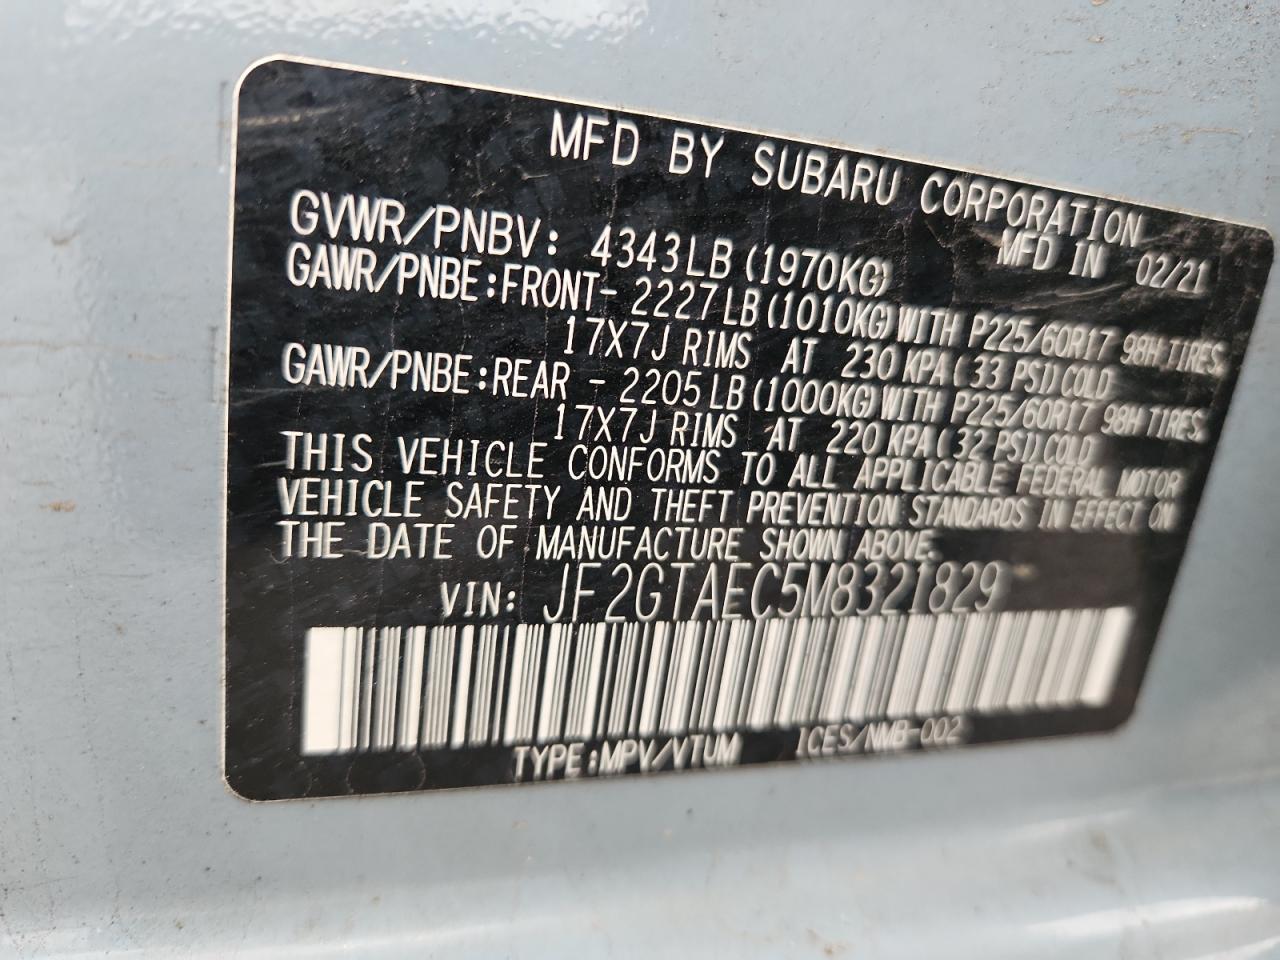 MFD BY SUBARU CORPORATION
MFD IN 02/21
GVWR/PNBV: 4343LB (1970KG)
GAWR/PNBE:FRONT- 2227LB (1010KG)WITH P225/60R17 98H TIRES,
17X7J RIMS AT 230 KPA(33 PSI)COLD
GAWR/PNBE:REAR - 2205LB (1000KG)WITH P225/60R17 98H TIRES,
17X7J RIMS AT 220 KPA(32 PSI)COLD
THIS VEHICLE CONFORMS TO ALL APPLICABLE FEDERAL MOTOR
VEHICLE SAFETY AND THEFT PREVENTION STANDARDS IN EFFECT ON
THE DATE OF MANUFACTURE SHOWN ABOVE.
VIN: JF2GTAEC5M8321829
TYPE:MPV/VTUM ICES/NMB-002